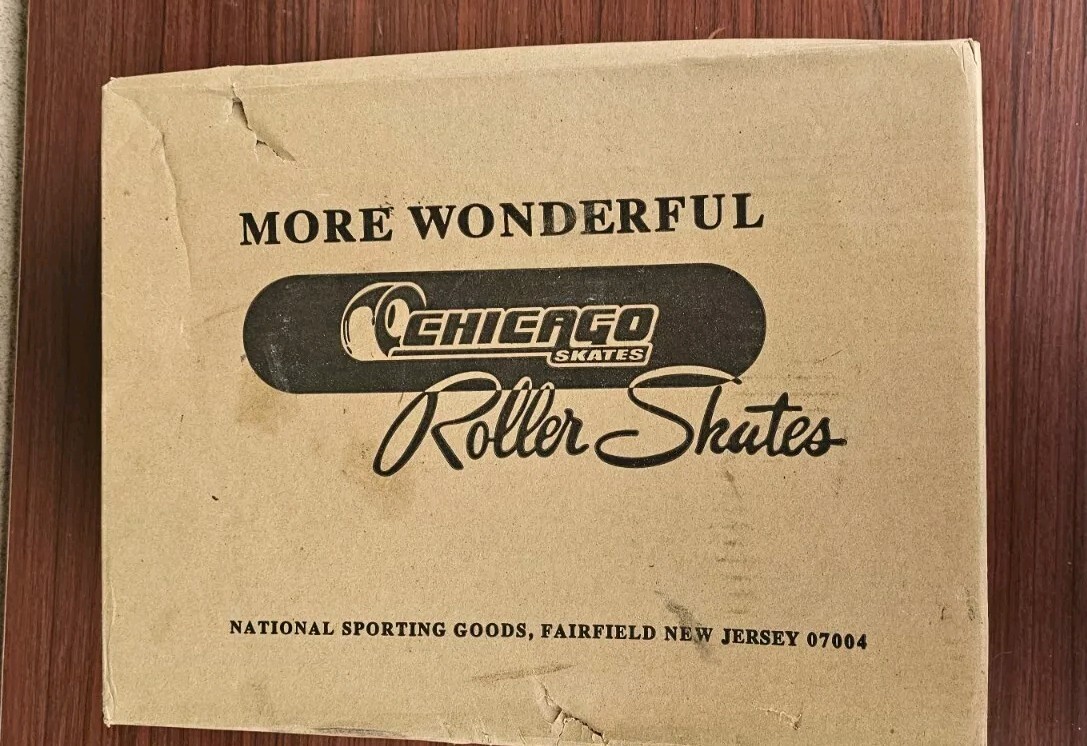 MORE WONDERFUL
CHICAGO
SKATES
Roller Skates
NATIONAL SPORTING GOODS, FAIRFIELD NEW JERSEY 07004